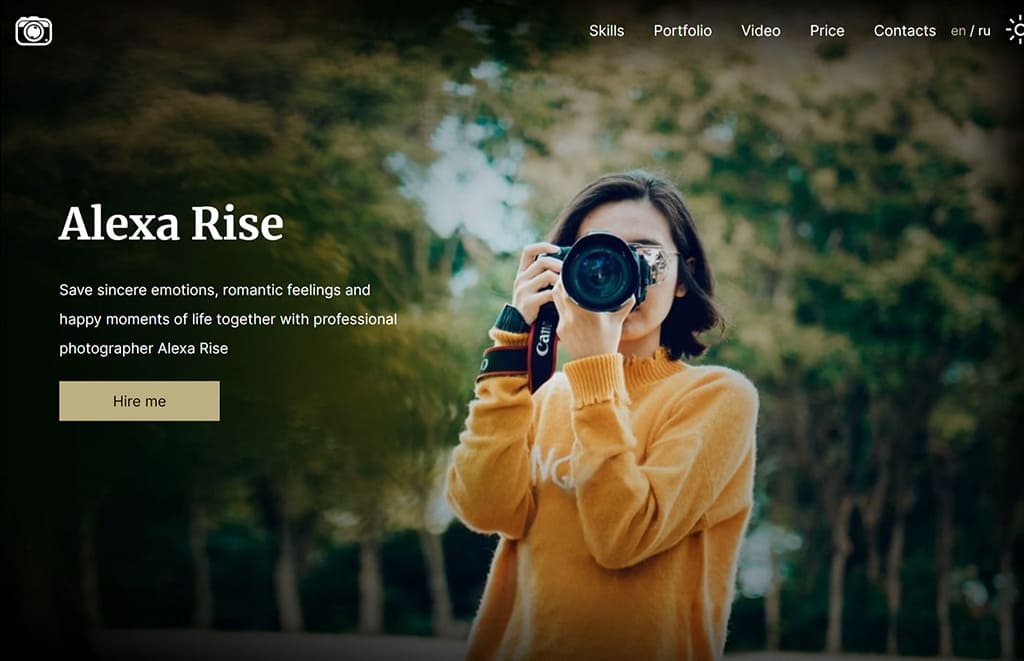 Skills Portfolio Video Price Contacts en / ru
Alexa Rise
Save sincere emotions, romantic feelings and
happy moments of life together with professional
photographer Alexa Rise
Hire me